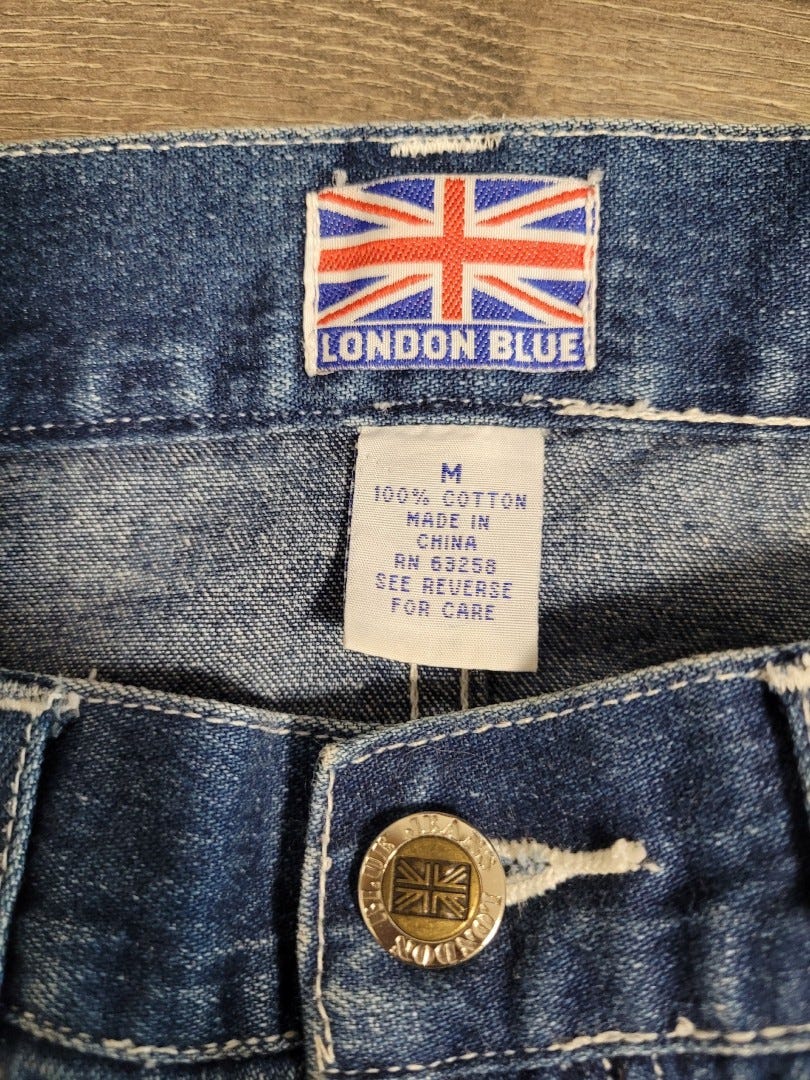 LONDON BLUE
M
100% COTTON
MADE IN
CHINA
RN 63258
SEE REVERSE
FOR CARE
LONDON BLUE JEANS